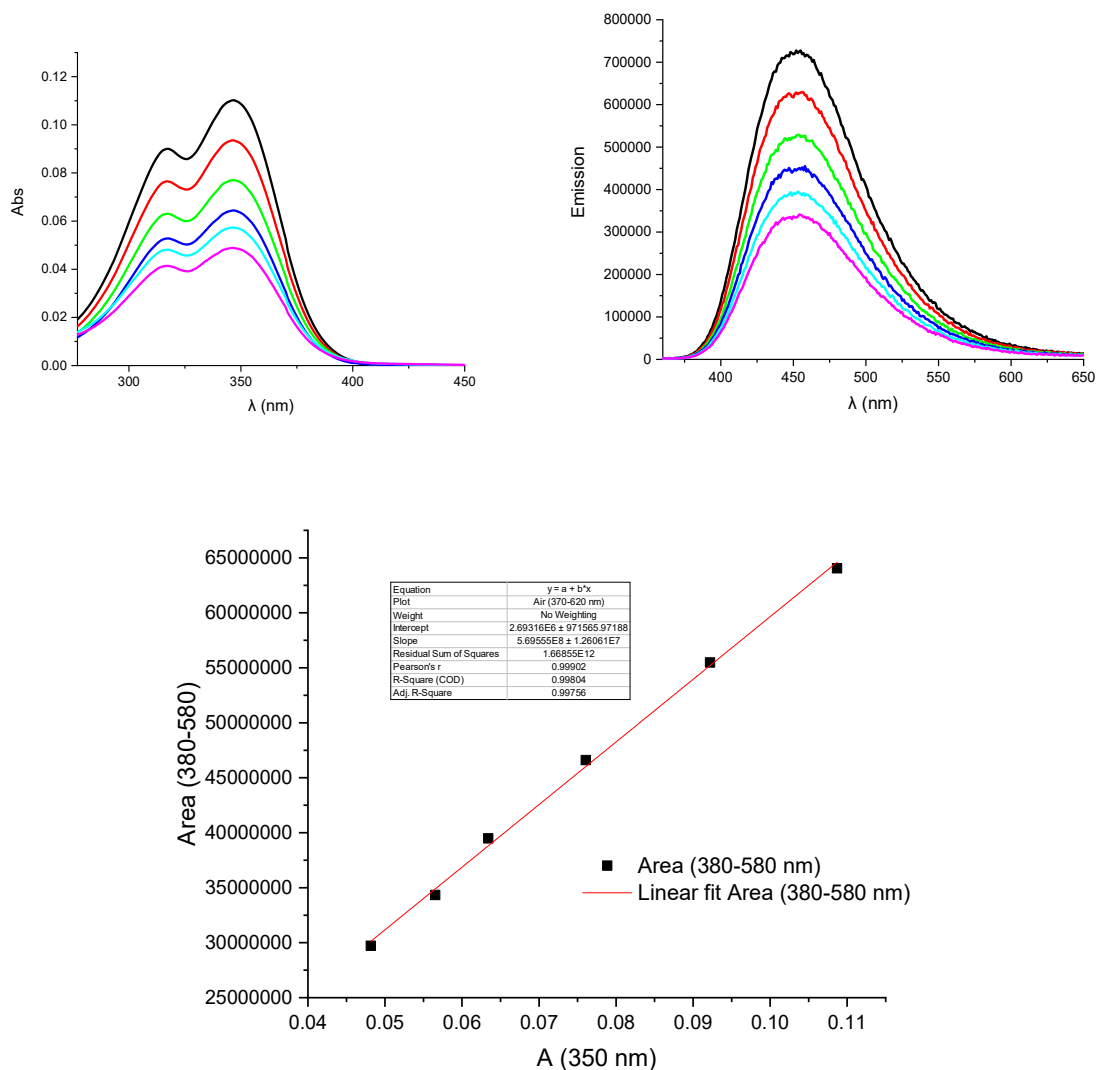 0.12
0.10
0.08
0.06
0.04
0.02
0.00
Abs
300
350
400
450
λ (nm)
800000
700000
600000
500000
400000
300000
200000
100000
0
Emission
400
450
500
550
600
650
λ (nm)
65000000
60000000
55000000
50000000
45000000
40000000
35000000
30000000
25000000
Area (380-580)
Equation y = a + b*x
Plot Air (370-620 nm)
Weight No Weighting
Intercept 2.69316E6 ± 971565.97188
Slope 5.69555E8 ± 1.26061E7
Residual Sum of Squares 1.66855E12
Pearson's r 0.99902
R-Square (COD) 0.99804
Adj. R-Square 0.99756
Area (380-580 nm)
Linear fit Area (380-580 nm)
0.04
0.05
0.06
0.07
0.08
0.09
0.10
0.11
A (350 nm)